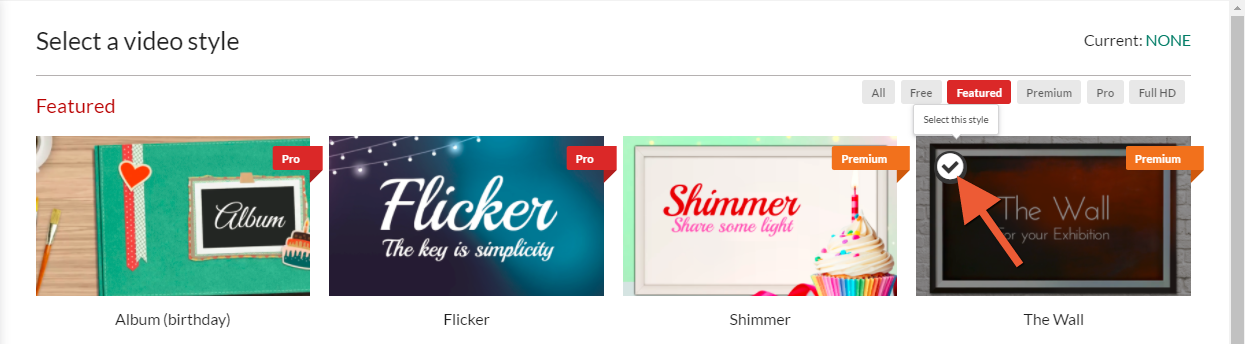 Select a video style
Current: NONE
All Free Featured Premium Pro Full HD
Featured
Select this style
Pro
Pro
Premium
Premium
Album
Flicker
The key is simplicity
Shimmer
Share some light
The Wall
For your Exhibition
Album (birthday)
Flicker
Shimmer
The Wall